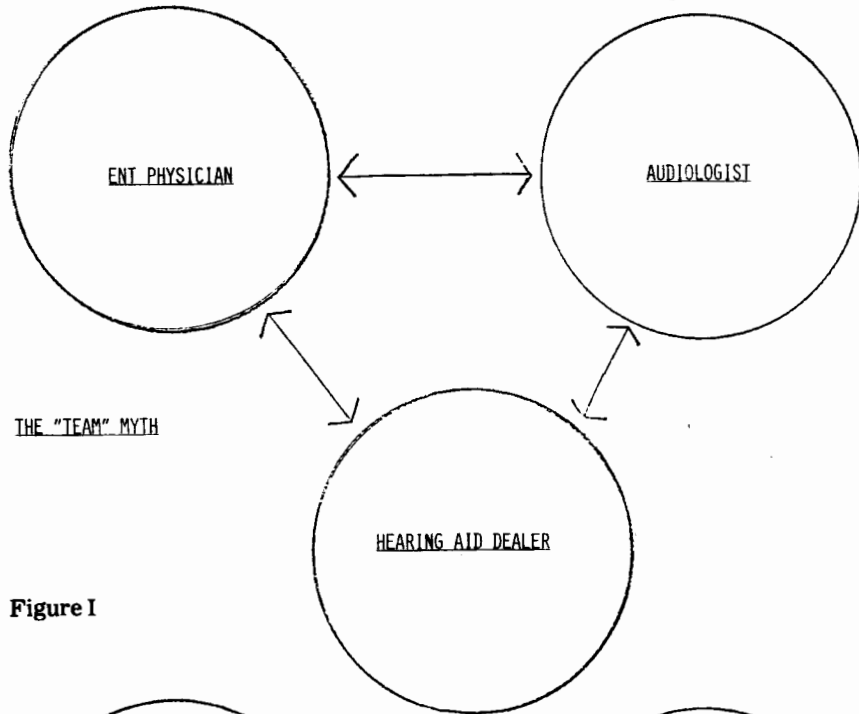 ENT PHYSICIAN
AUDIOLOGIST
THE "TEAM" MYTH
HEARING AID DEALER
Figure I